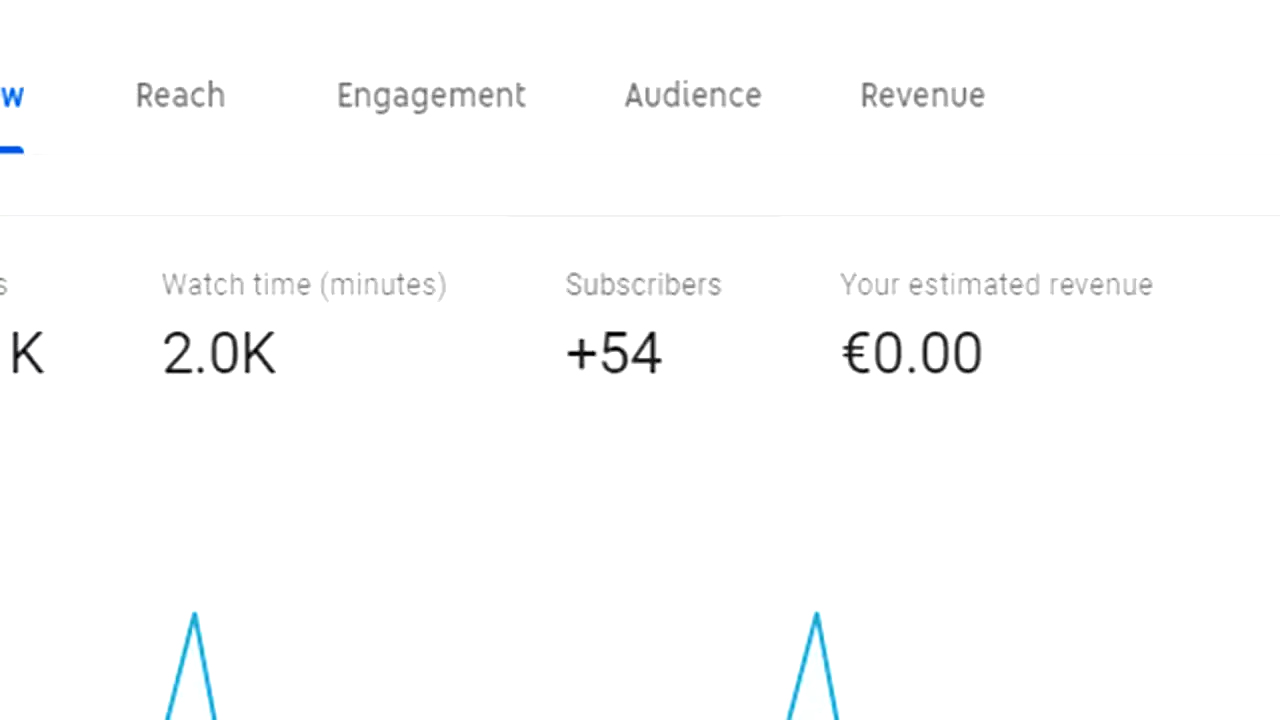 w Reach Engagement Audience Revenue
s Watch time (minutes) Subscribers Your estimated revenue
K 2.0K +54 €0.00